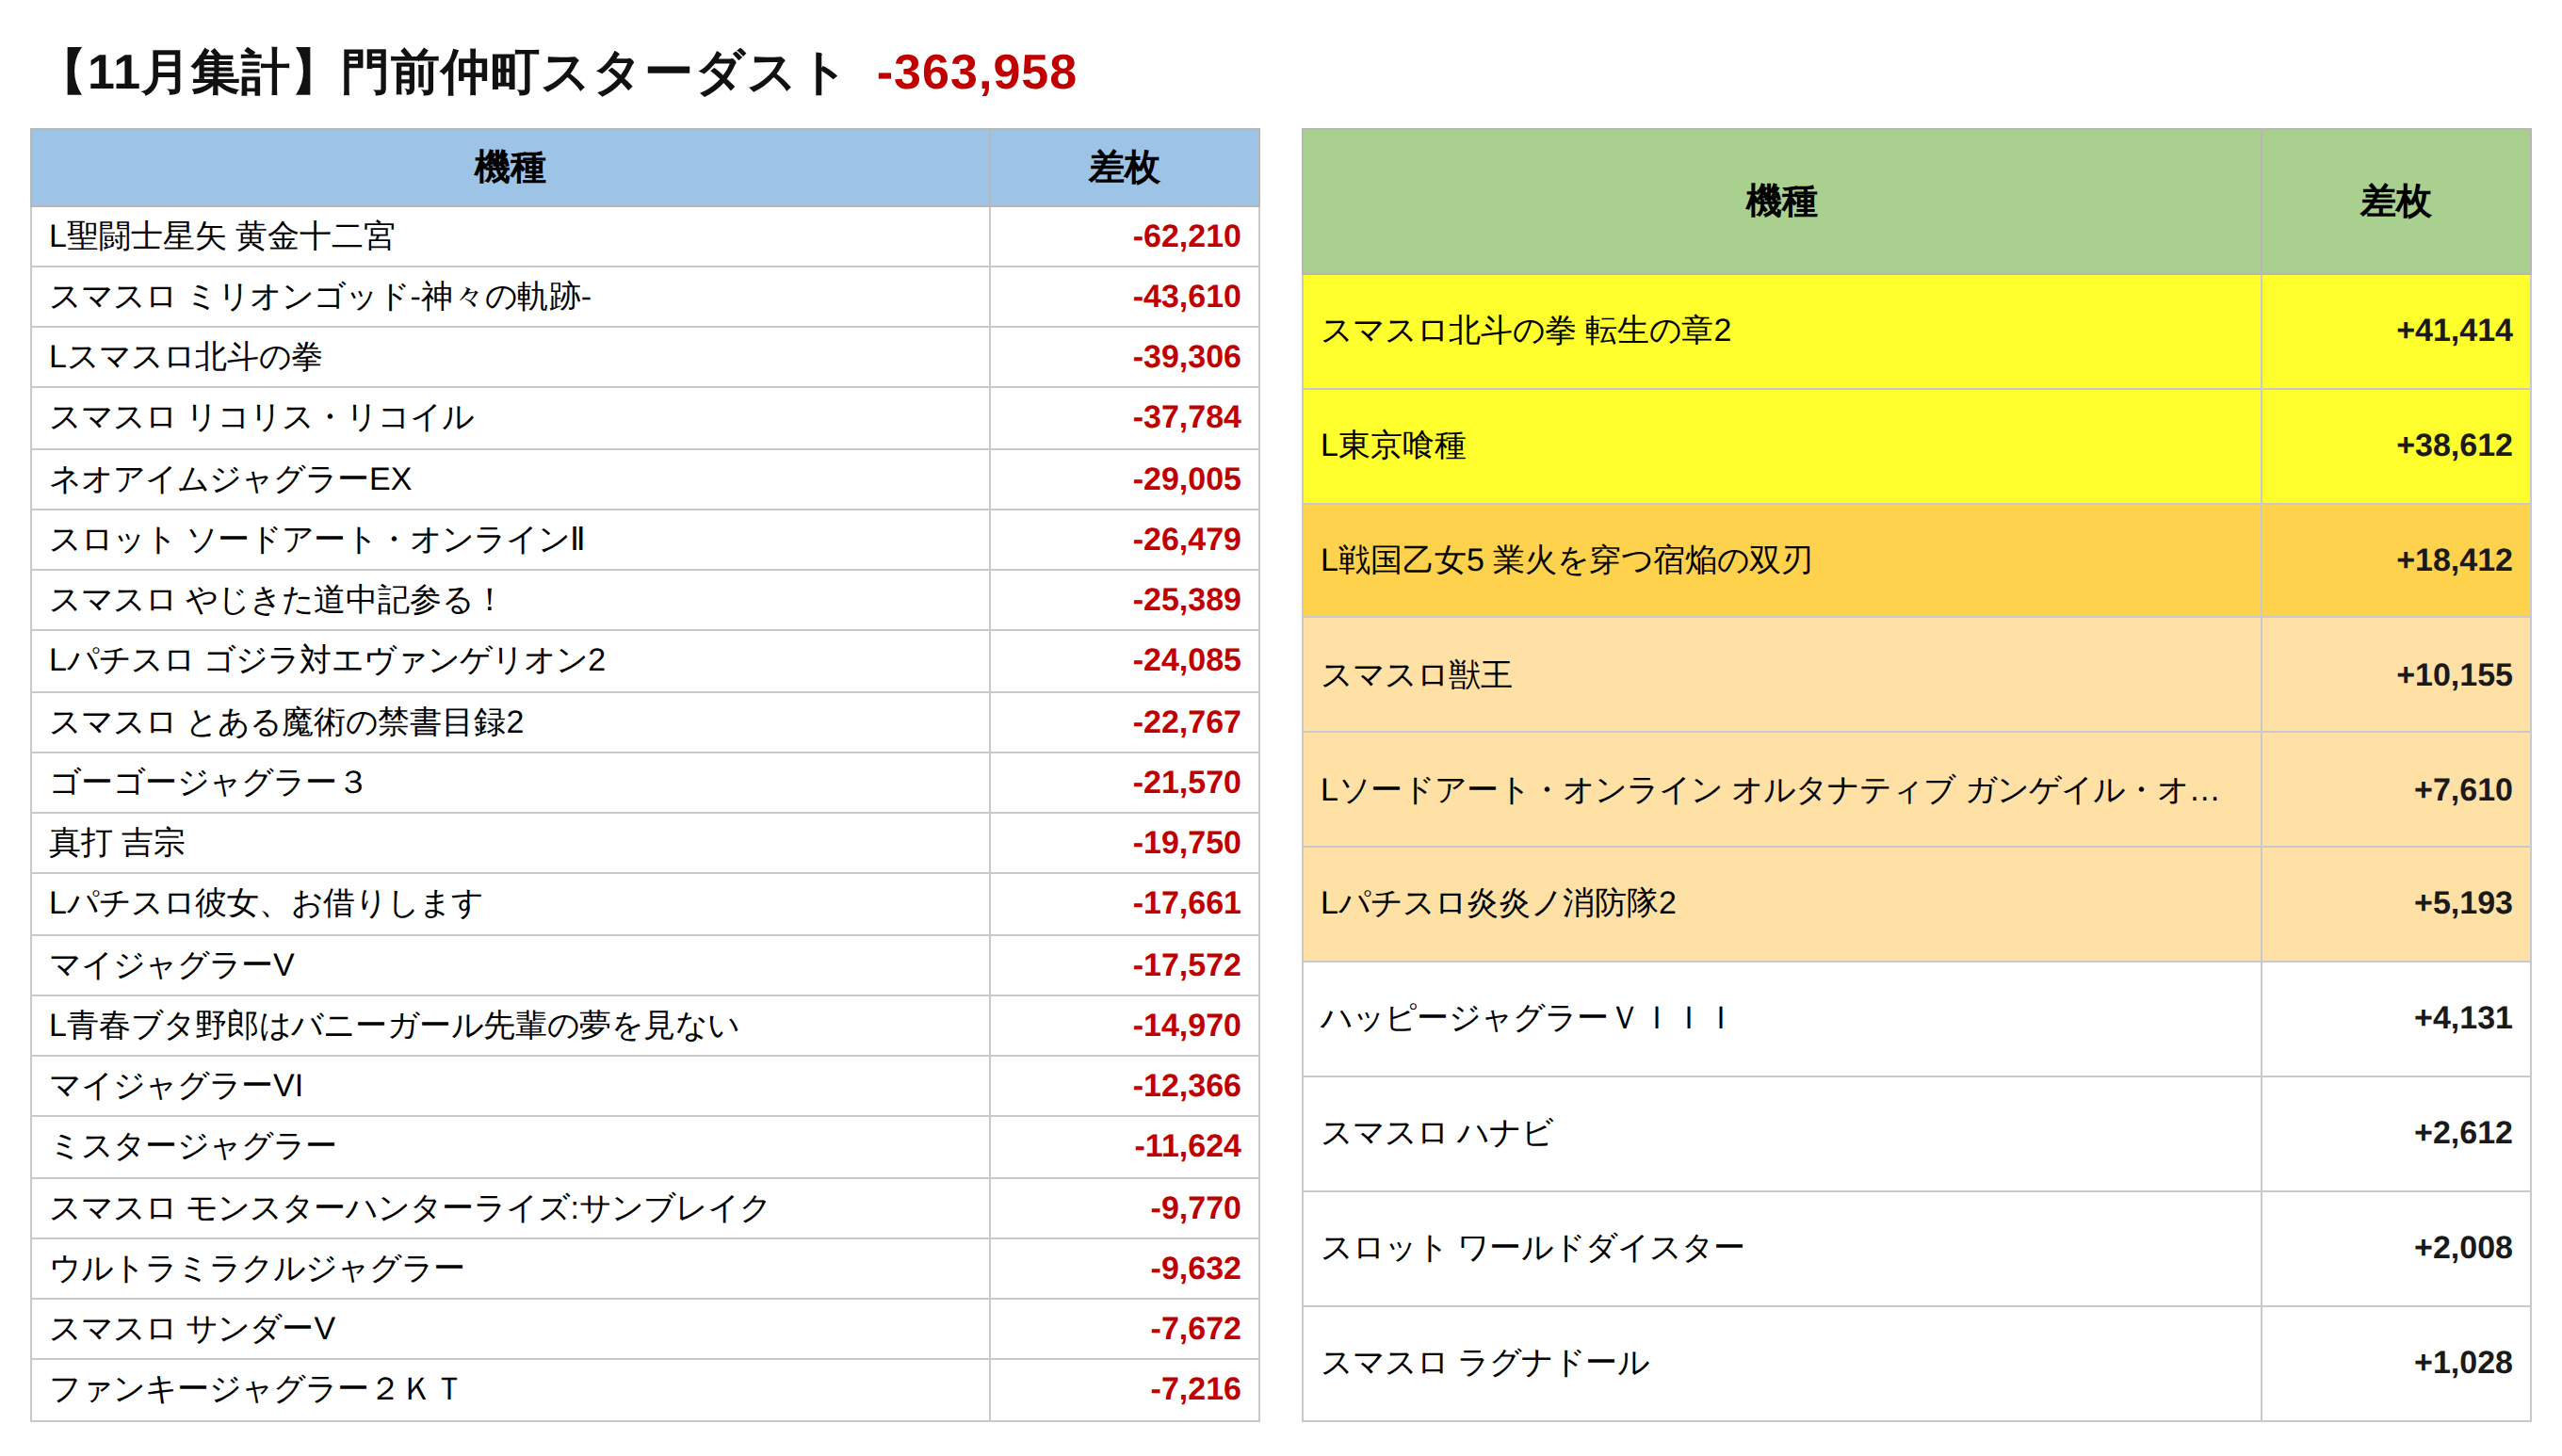 【11月集計】門前仲町スターダスト -363,958
機種 差枚
L聖闘士星矢 黄金十二宮 -62,210
スマスロ ミリオンゴッド-神々の軌跡- -43,610
Lスマスロ北斗の拳 -39,306
スマスロ リコリス・リコイル -37,784
ネオアイムジャグラーEX -29,005
スロット ソードアート・オンラインⅡ -26,479
スマスロ やじきた道中記参る！ -25,389
Lパチスロ ゴジラ対エヴァンゲリオン2 -24,085
スマスロ とある魔術の禁書目録2 -22,767
ゴーゴージャグラー３ -21,570
真打 吉宗 -19,750
Lパチスロ彼女、お借りします -17,661
マイジャグラーV -17,572
L青春ブタ野郎はバニーガール先輩の夢を見ない -14,970
マイジャグラーVI -12,366
ミスタージャグラー -11,624
スマスロ モンスターハンターライズ:サンブレイク -9,770
ウルトラミラクルジャグラー -9,632
スマスロ サンダーV -7,672
ファンキージャグラー２ＫＴ -7,216
機種 差枚
スマスロ北斗の拳 転生の章2 +41,414
L東京喰種 +38,612
L戦国乙女5 業火を穿つ宿焔の双刃 +18,412
スマスロ獣王 +10,155
Lソードアート・オンライン オルタナティブ ガンゲイル・オ… +7,610
Lパチスロ炎炎ノ消防隊2 +5,193
ハッピージャグラーＶＩＩＩ +4,131
スマスロ ハナビ +2,612
スロット ワールドダイスター +2,008
スマスロ ラグナドール +1,028